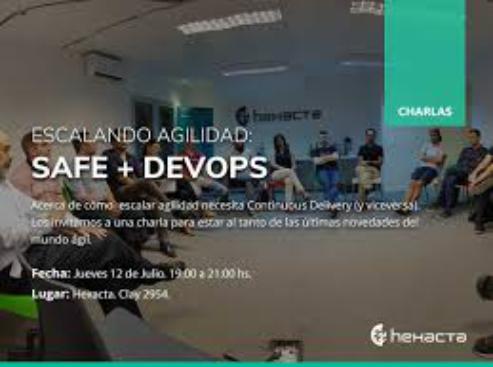 hexacta
CHARLAS
ESCALANDO AGILIDAD:
SAFE + DEVOPS
Acerca de cómo escalar agilidad necesita Continuous Delivery (y viceversa).
Los invitamos a una charla para estar al tanto de las últimas novedades del
mundo ágil.
Fecha: Jueves 12 de Julio. 19:00 a 21:00 hs.
Lugar: Hexacta. Clay 2954.
hexacta